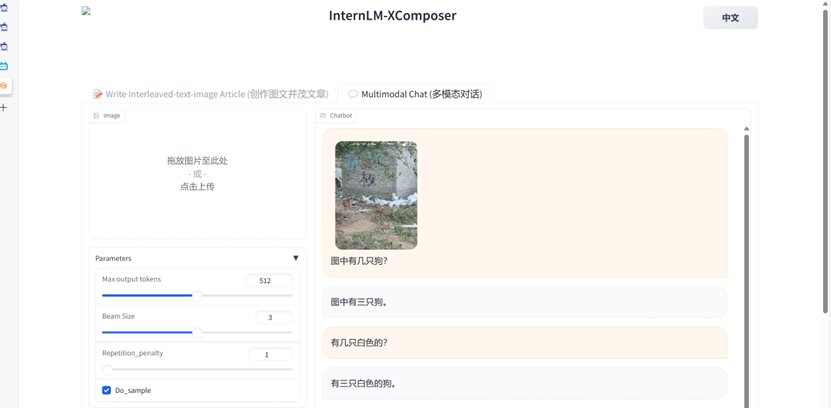 InternLM-XComposer
中文
📝 Write Interleaved-text-image Article (创作图文并茂文章)
💬 Multimodal Chat (多模态对话)
Image
拖放图片至此处
- 或 -
点击上传
Parameters ▼
Max output tokens 512
Beam Size 3
Repetition_penalty 1
Do_sample
Chatbot
图中有几只狗?
图中有三只狗。
有几只白色的?
有三只白色的狗。